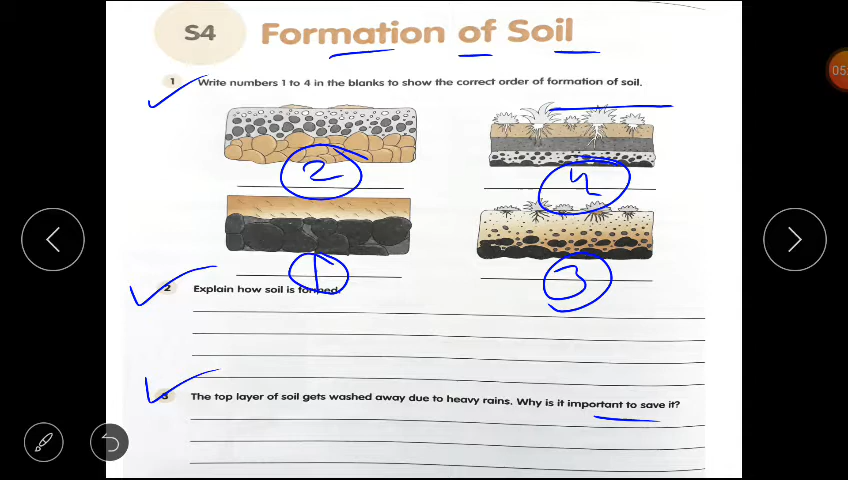 S4
Formation of Soil
1 Write numbers 1 to 4 in the blanks to show the correct order of formation of soil.
2 4
1 3
2 Explain how soil is formed.
3 The top layer of soil gets washed away due to heavy rains. Why is it important to save it?